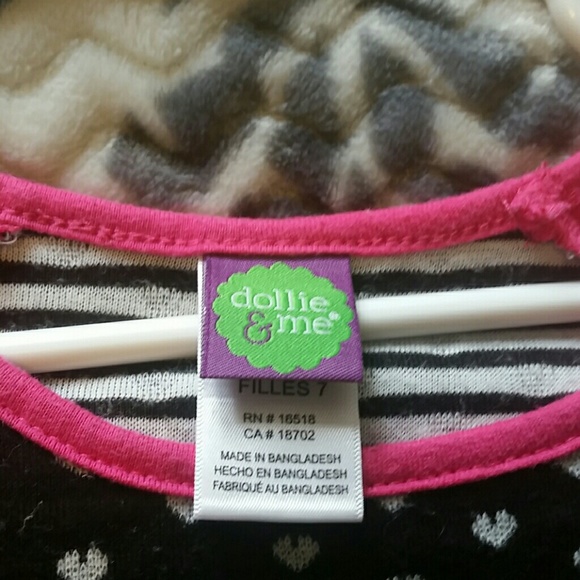 dollie
& me®
FILLES 7
RN # 16518
CA # 18702
MADE IN BANGLADESH
HECHO EN BANGLADESH
FABRIQUÉ AU BANGLADESH